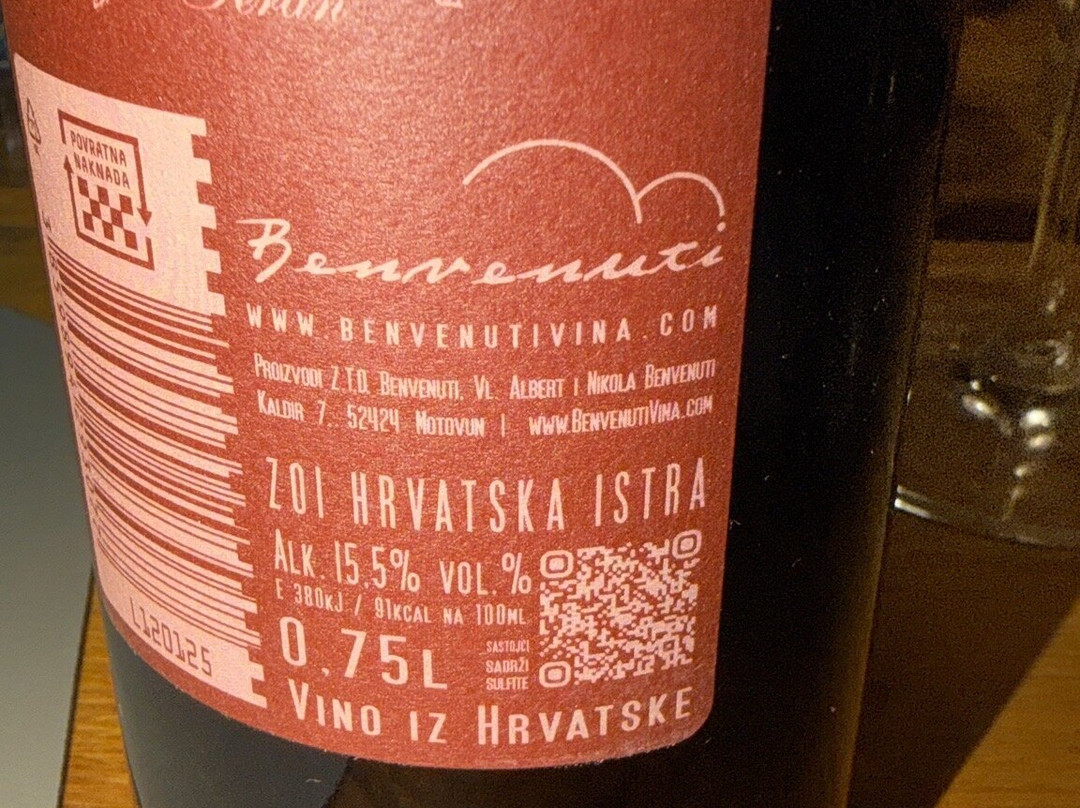 Teran
POVRATNA
NAKNADA
Benvenuti
WWW.BENVENUTIVINA.COM
PROIZVODI Z.T.O. BENVENUTI, VL. ALBERT I NIKOLA BENVENUTI
KALDIR 7, 52424 MOTOVUN | WWW.BENVENUTIVINA.COM
ZOI HRVATSKA ISTRA
ALK. 15.5% VOL.%
E 380KJ / 91KCAL NA 100ML
0,75L
SASTOJCI
SADRŽI
SULFITE
VINO IZ HRVATSKE
L120125